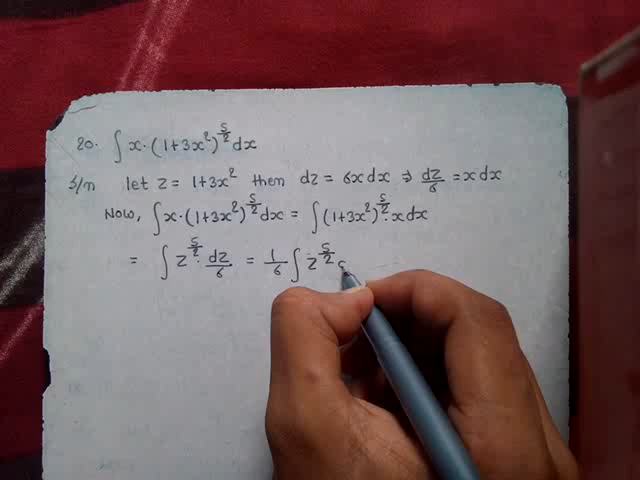 20. ∫ x·(1+3x²)^(5/2) dx
S/n let z = 1+3x² then dz = 6x dx ⇒ dz/6 = x dx
Now, ∫ x·(1+3x²)^(5/2) dx = ∫ (1+3x²)^(5/2)·x dx
= ∫ z^(5/2)·dz/6 = 1/6 ∫ z^(5/2)